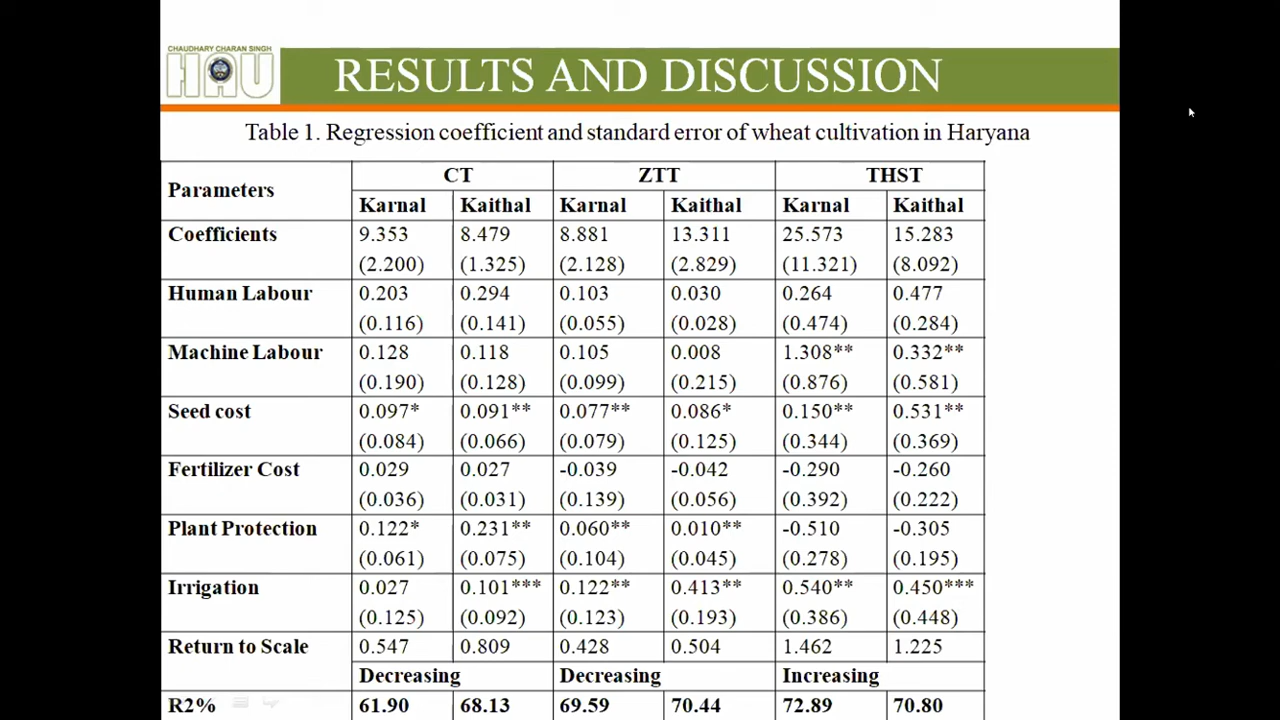 CHAUDHARY CHARAN SINGH
HAU
RESULTS AND DISCUSSION
Table 1. Regression coefficient and standard error of wheat cultivation in Haryana
Parameters CT ZTT THST
Karnal Kaithal Karnal Kaithal Karnal Kaithal
Coefficients 9.353 8.479 8.881 13.311 25.573 15.283
(2.200) (1.325) (2.128) (2.829) (11.321) (8.092)
Human Labour 0.203 0.294 0.103 0.030 0.264 0.477
(0.116) (0.141) (0.055) (0.028) (0.474) (0.284)
Machine Labour 0.128 0.118 0.105 0.008 1.308** 0.332**
(0.190) (0.128) (0.099) (0.215) (0.876) (0.581)
Seed cost 0.097* 0.091** 0.077** 0.086* 0.150** 0.531**
(0.084) (0.066) (0.079) (0.125) (0.344) (0.369)
Fertilizer Cost 0.029 0.027 -0.039 -0.042 -0.290 -0.260
(0.036) (0.031) (0.139) (0.056) (0.392) (0.222)
Plant Protection 0.122* 0.231** 0.060** 0.010** -0.510 -0.305
(0.061) (0.075) (0.104) (0.045) (0.278) (0.195)
Irrigation 0.027 0.101*** 0.122** 0.413** 0.540** 0.450***
(0.125) (0.092) (0.123) (0.193) (0.386) (0.448)
Return to Scale 0.547 0.809 0.428 0.504 1.462 1.225
Decreasing Decreasing Increasing
R2% 61.90 68.13 69.59 70.44 72.89 70.80